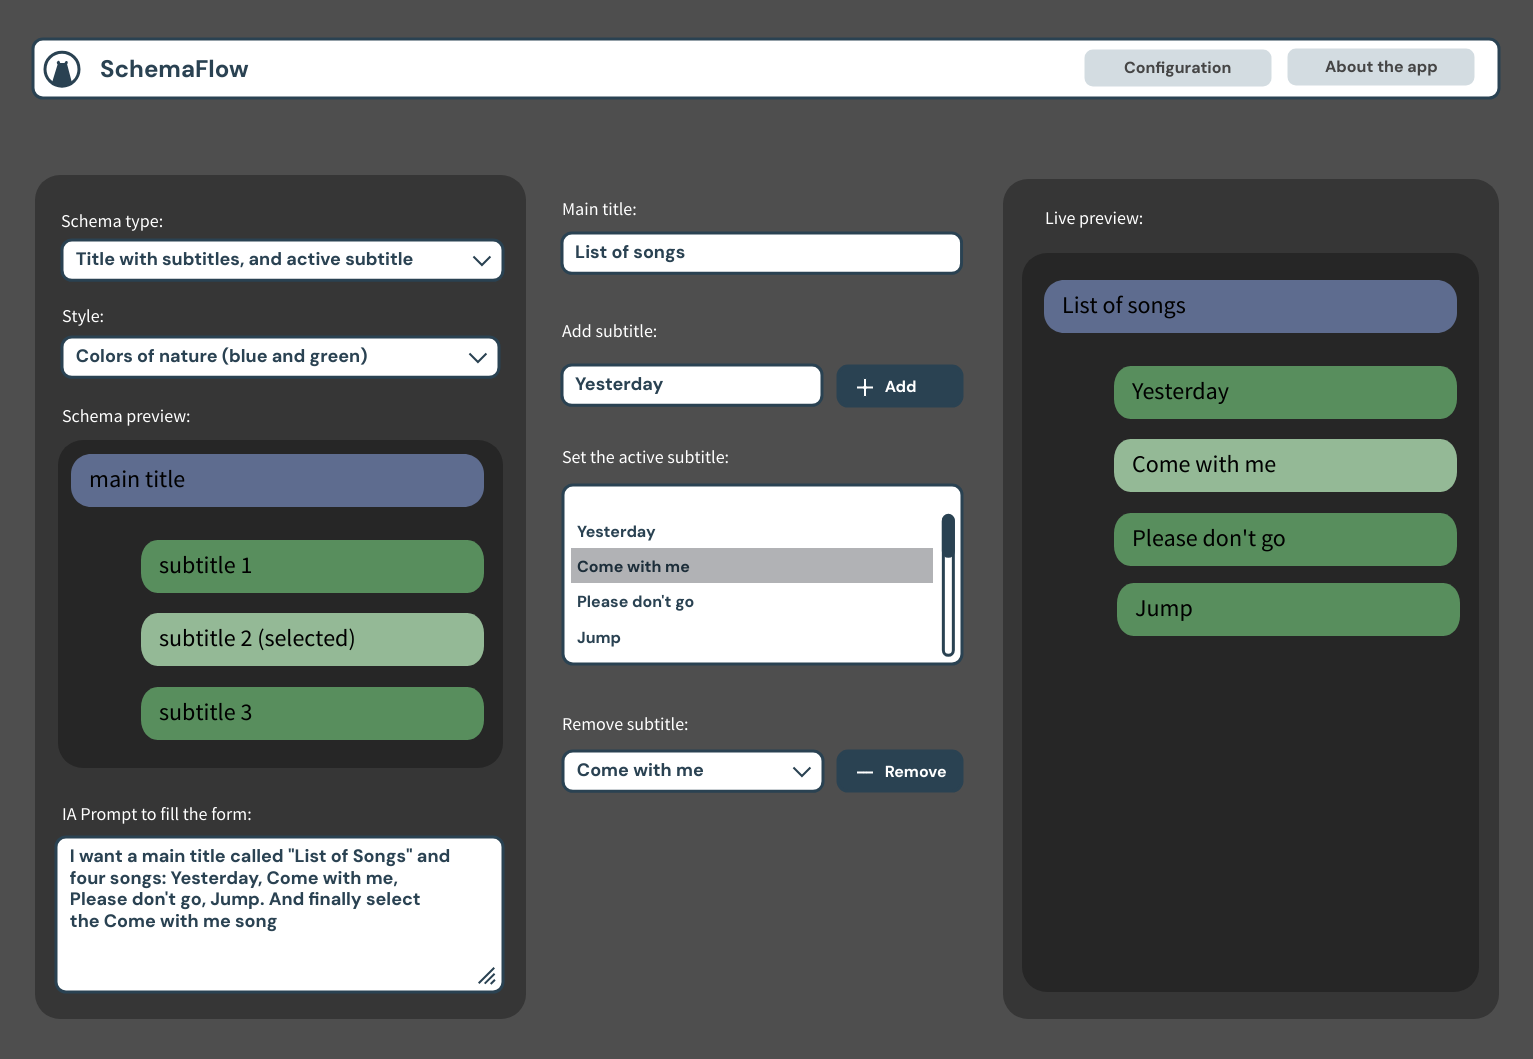 SchemaFlow
Configuration
About the app
Schema type:
Title with subtitles, and active subtitle
Style:
Colors of nature (blue and green)
Schema preview:
main title
subtitle 1
subtitle 2 (selected)
subtitle 3
IA Prompt to fill the form:
I want a main title called "List of Songs" and
four songs: Yesterday, Come with me,
Please don't go, Jump. And finally select
the Come with me song
Main title:
List of songs
Add subtitle:
Yesterday
Add
Set the active subtitle:
Yesterday
Come with me
Please don't go
Jump
Remove subtitle:
Come with me
Remove
Live preview:
List of songs
Yesterday
Come with me
Please don't go
Jump